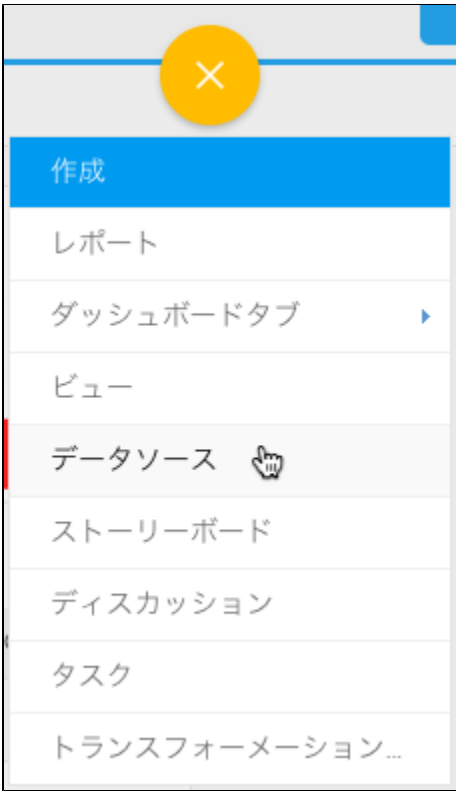 作成
レポート
ダッシュボードタブ
ビュー
データソース
ストーリーボード
ディスカッション
タスク
トランスフォーメーション...